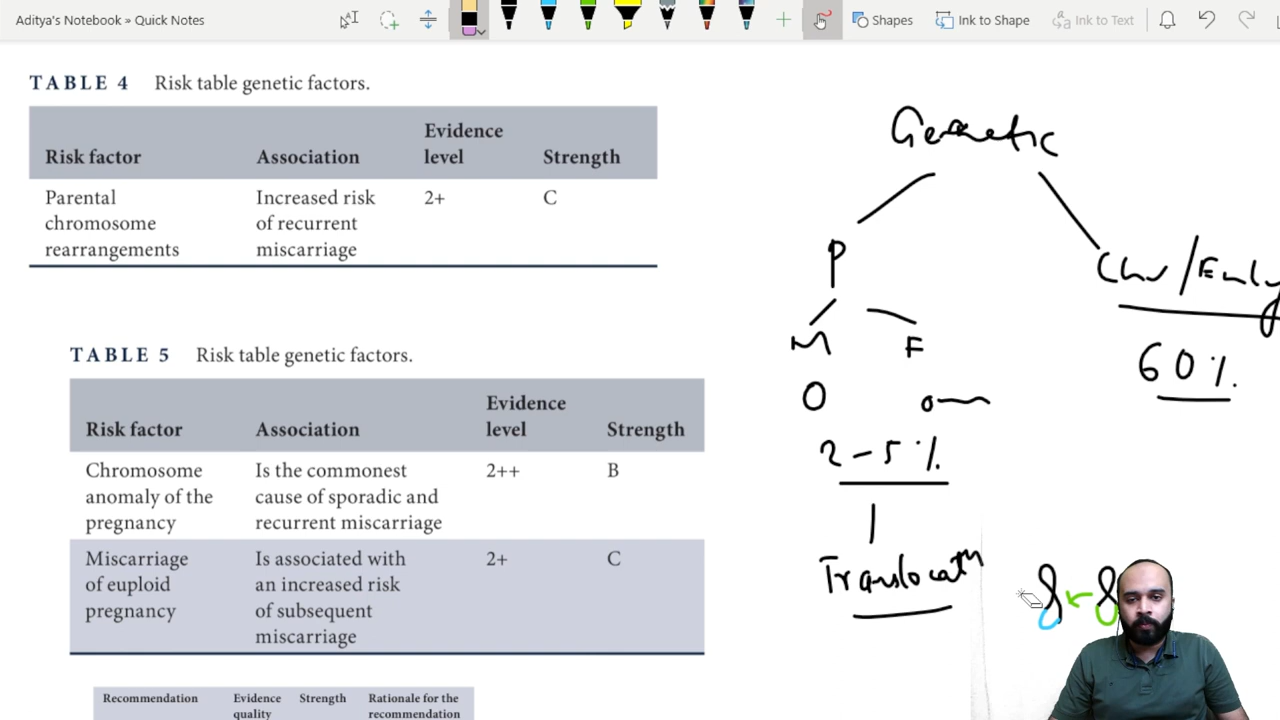 Aditya's Notebook » Quick Notes
Shapes
Ink to Shape
Ink to Text
TABLE 4 Risk table genetic factors.
Risk factor Association Evidence level Strength
Parental chromosome rearrangements Increased risk of recurrent miscarriage 2+ C
TABLE 5 Risk table genetic factors.
Risk factor Association Evidence level Strength
Chromosome anomaly of the pregnancy Is the commonest cause of sporadic and recurrent miscarriage 2++ B
Miscarriage of euploid pregnancy Is associated with an increased risk of subsequent miscarriage 2+ C
Recommendation Evidence quality Strength Rationale for the recommendation
Genetic
P
M F
2-5%
Translocatn
60%